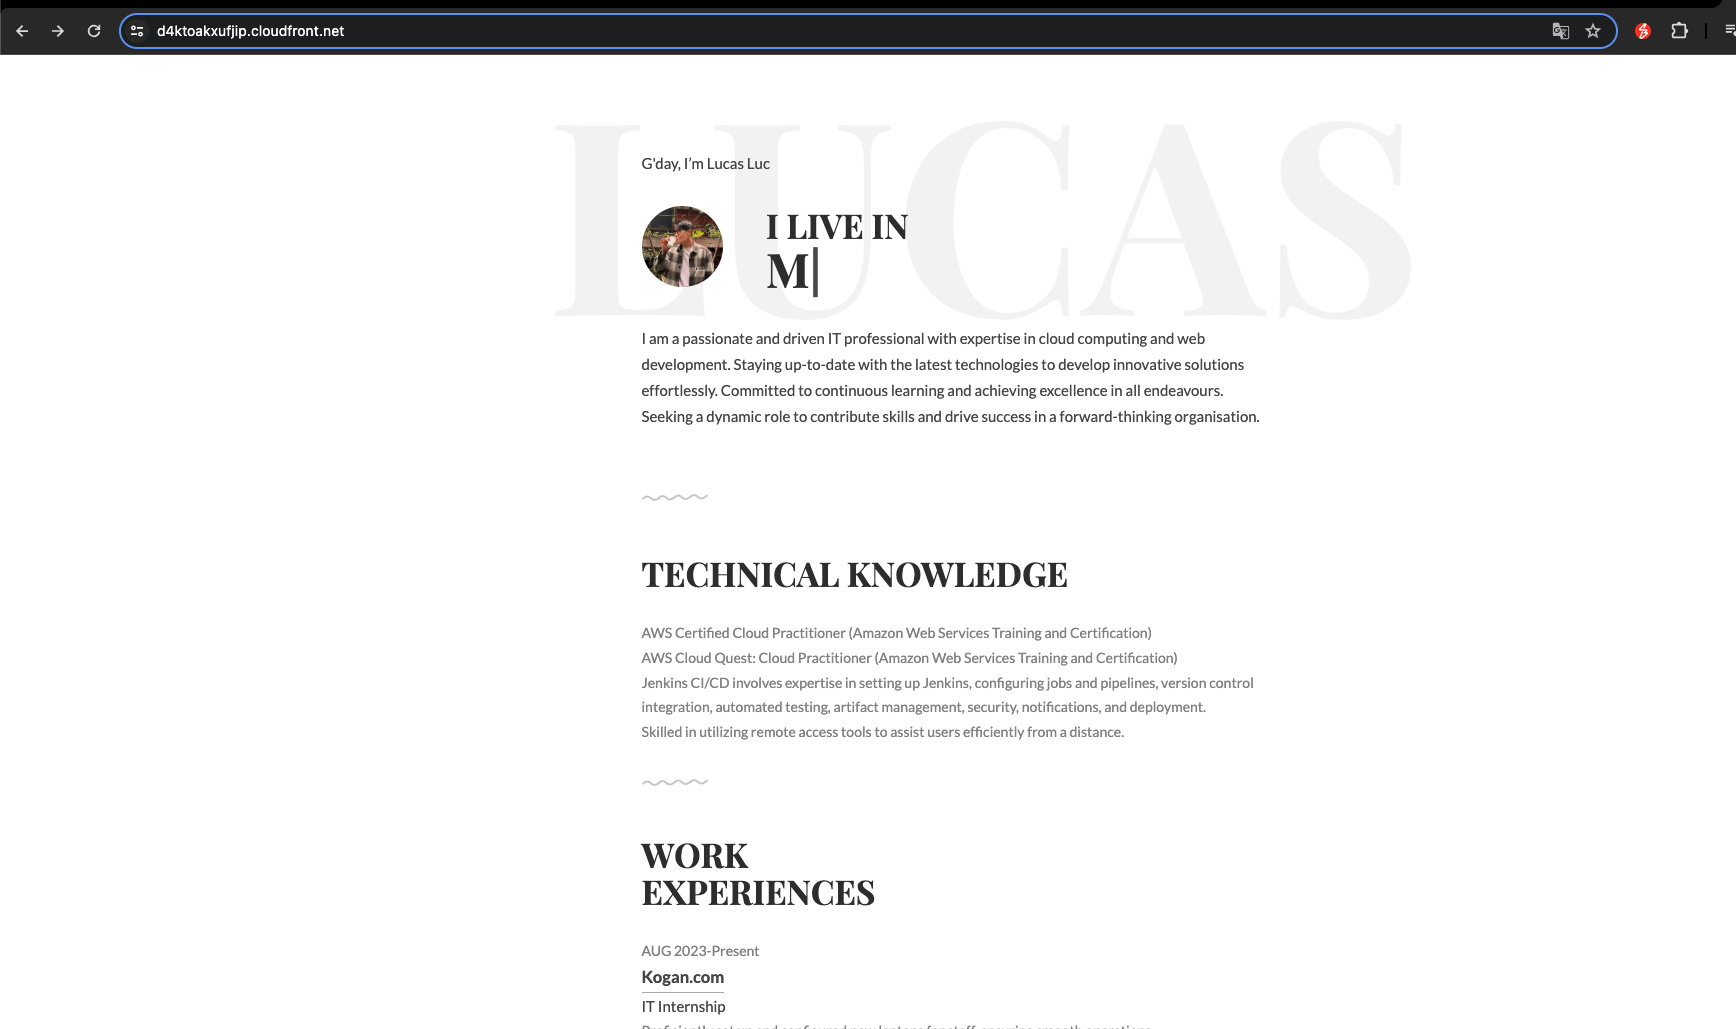 d4ktoakxufjip.cloudfront.net
LUCAS
G'day, I’m Lucas Luc
I LIVE IN
M|
I am a passionate and driven IT professional with expertise in cloud computing and web
development. Staying up-to-date with the latest technologies to develop innovative solutions
effortlessly. Committed to continuous learning and achieving excellence in all endeavours.
Seeking a dynamic role to contribute skills and drive success in a forward-thinking organisation.
TECHNICAL KNOWLEDGE
AWS Certified Cloud Practitioner (Amazon Web Services Training and Certification)
AWS Cloud Quest: Cloud Practitioner (Amazon Web Services Training and Certification)
Jenkins CI/CD involves expertise in setting up Jenkins, configuring jobs and pipelines, version control
integration, automated testing, artifact management, security, notifications, and deployment.
Skilled in utilizing remote access tools to assist users efficiently from a distance.
WORK
EXPERIENCES
AUG 2023-Present
Kogan.com
IT Internship